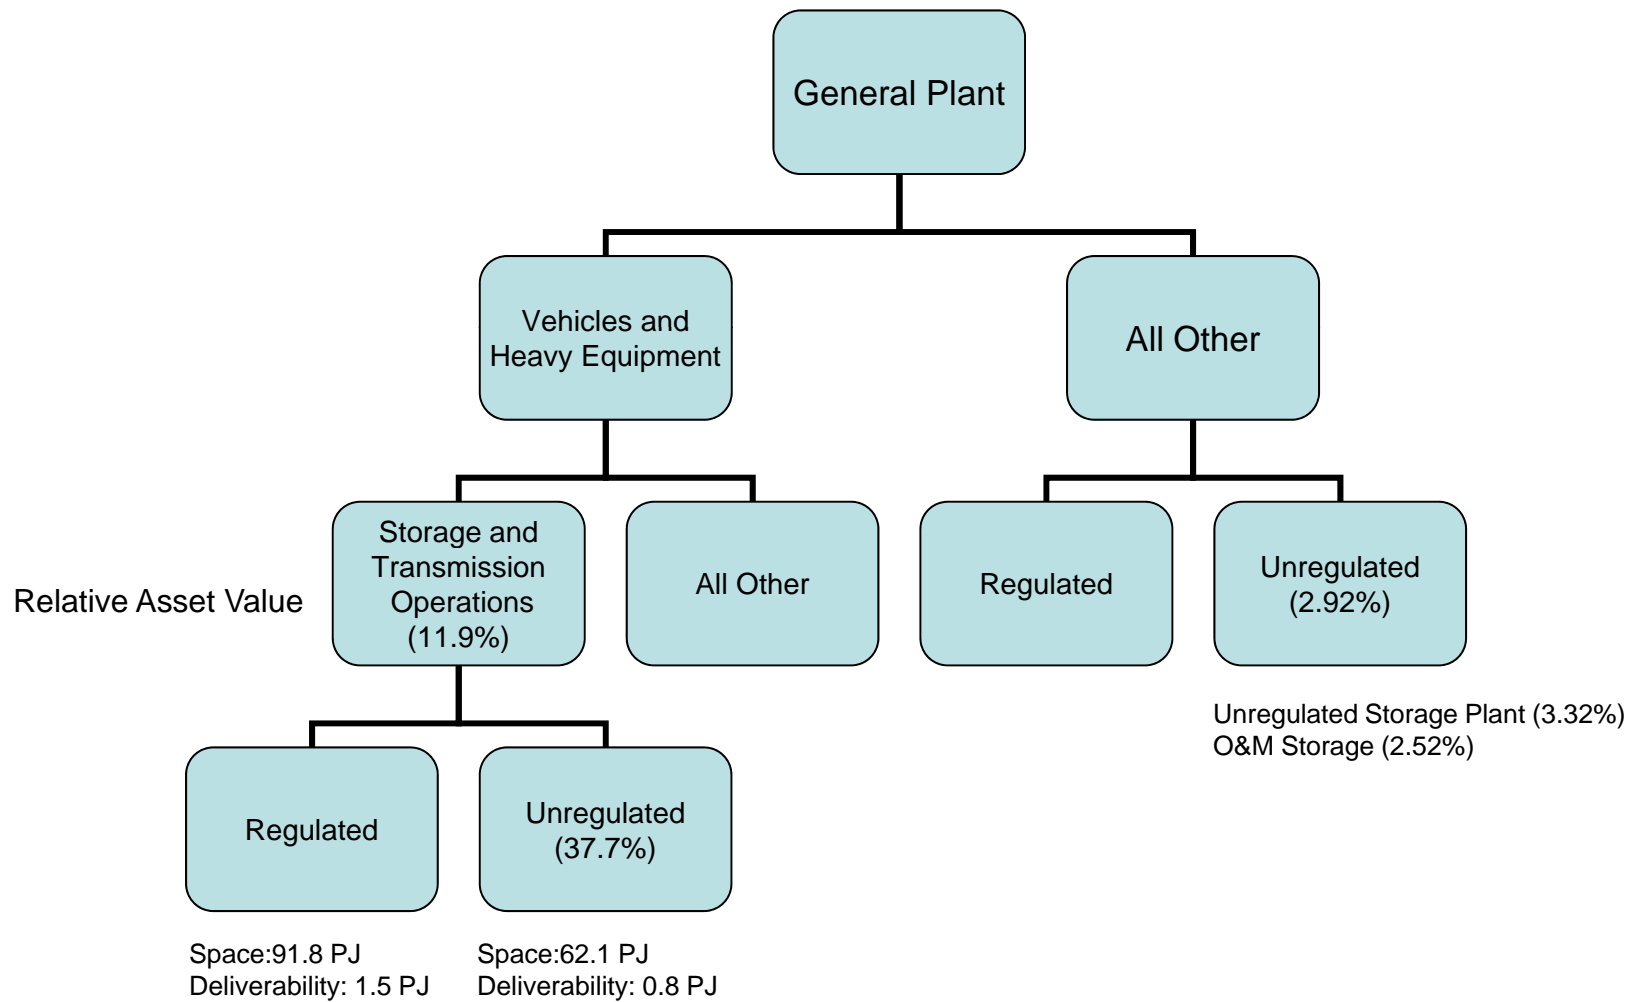 General Plant
Vehicles and
Heavy Equipment
All Other
Relative Asset Value
Storage and
Transmission
Operations
(11.9%)
All Other
Regulated
Unregulated
(2.92%)
Unregulated Storage Plant (3.32%)
O&M Storage (2.52%)
Regulated
Unregulated
(37.7%)
Space:91.8 PJ
Deliverability: 1.5 PJ
Space:62.1 PJ
Deliverability: 0.8 PJ